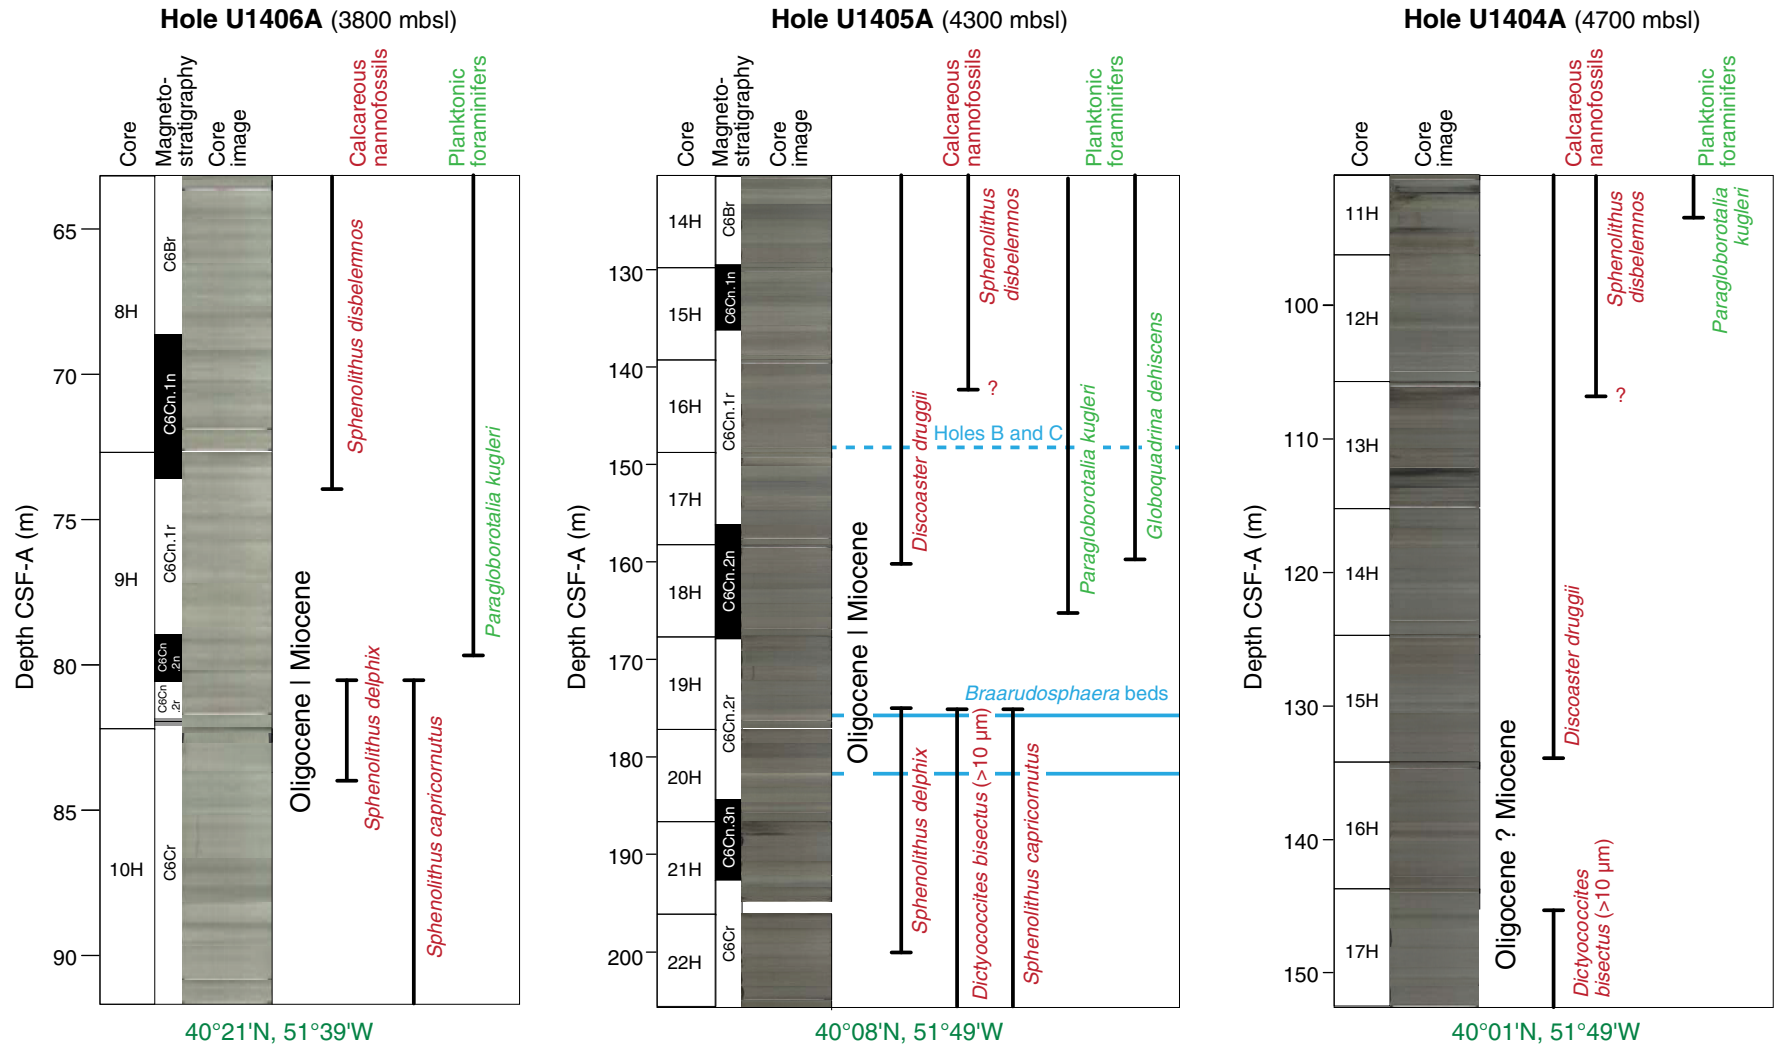 Hole U1406A (3800 mbsl)
Core
Magneto-
stratigraphy
Core
image
Calcareous
nannofossils
Planktonic
foraminifers
Depth CSF-A (m)
65
70
75
80
85
90
8H
9H
10H
C6Br
C6Cn.1n
C6Cn.1r
C6Cn
.2n
C6Cn
.2r
C6Cr
Oligocene | Miocene
Sphenolithus disbelemnos
Sphenolithus delphix
Sphenolithus capricornutus
Paragloborotalia kugleri
40°21'N, 51°39'W
Hole U1405A (4300 mbsl)
Core
Magneto-
stratigraphy
Core
image
Calcareous
nannofossils
Planktonic
foraminifers
Depth CSF-A (m)
130
140
150
160
170
180
190
200
14H
15H
16H
17H
18H
19H
20H
21H
22H
C6Br
C6Cn.1n
C6Cn.1r
C6Cn.2n
C6Cn.2r
C6Cn.3n
C6Cr
Oligocene | Miocene
Discoaster druggii
Sphenolithus
disbelemnos
?
Holes B and C
Paragloborotalia kugleri
Globoquadrina dehiscens
Braarudosphaera beds
Sphenolithus delphix
Dictyoccites bisectus (>10 μm)
Sphenolithus capricornutus
40°08'N, 51°49'W
Hole U1404A (4700 mbsl)
Core
Core
image
Calcareous
nannofossils
Planktonic
foraminifers
Depth CSF-A (m)
100
110
120
130
140
150
11H
12H
13H
14H
15H
16H
17H
Oligocene ? Miocene
Discoaster druggii
Sphenolithus
disbelemnos
?
Paragloborotalia
kugleri
Dictyoccites
bisectus (>10 μm)
40°01'N, 51°49'W